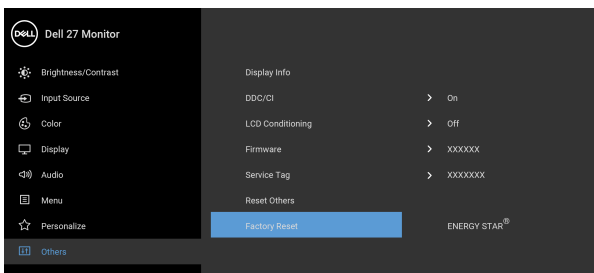 DELL Dell 27 Monitor
Brightness/Contrast Display Info
Input Source DDC/CI On
Color LCD Conditioning Off
Display Firmware XXXXXX
Audio Service Tag XXXXXXX
Menu Reset Others
Personalize Factory Reset ENERGY STAR®
Others